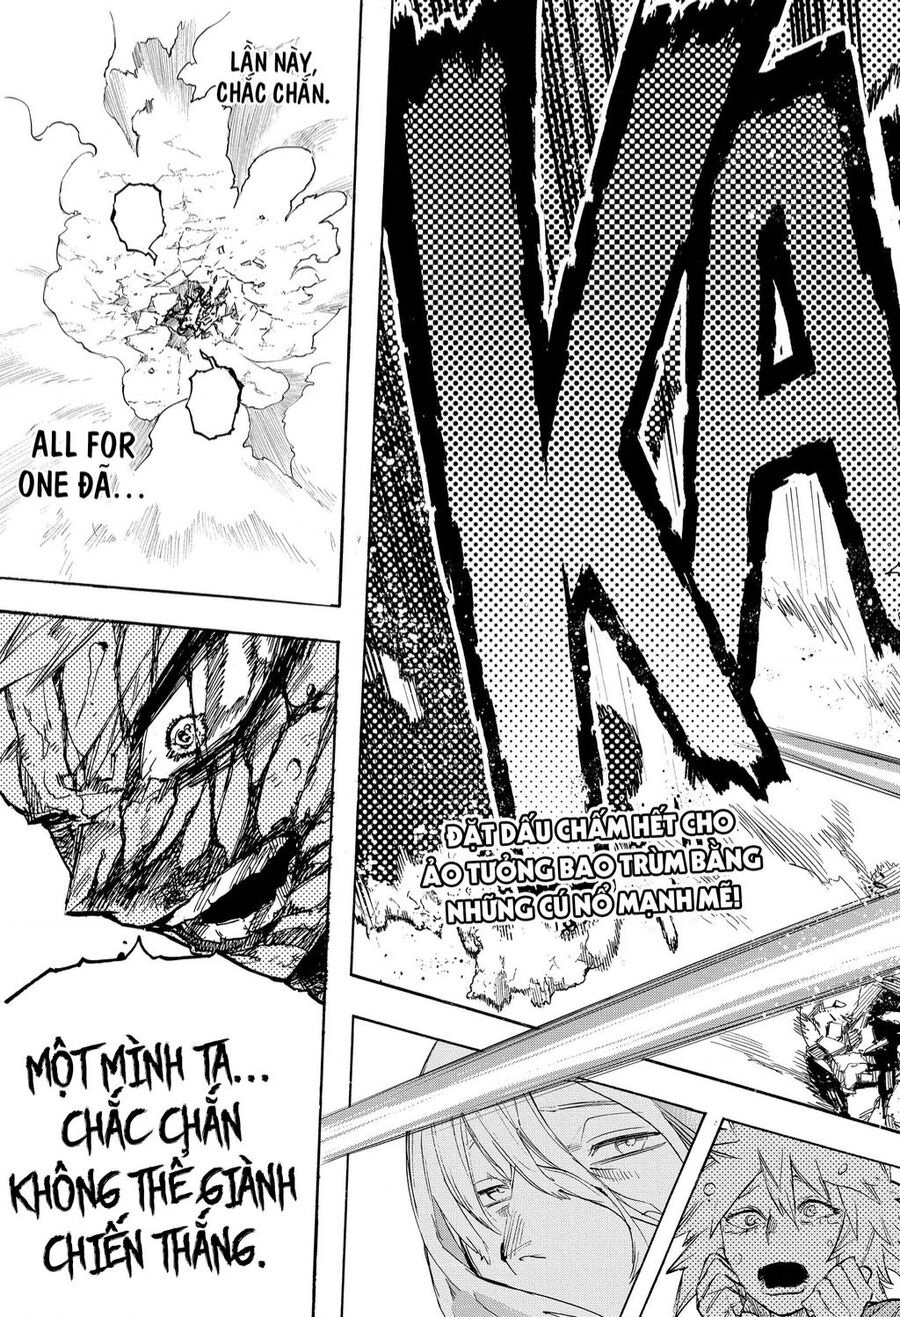 KA
ĐẶT DẤU CHẤM HẾT CHO
ẢO TƯỞNG BAO TRÙM BẰNG
NHỮNG CÚ NỔ MẠNH MẼ!
LẦN NÀY,
CHẮC CHẮN.
ALL FOR
ONE ĐÃ...
MỘT MÌNH TA...
CHẮC CHẮN
KHÔNG THỂ GIÀNH
CHIẾN THẮNG.